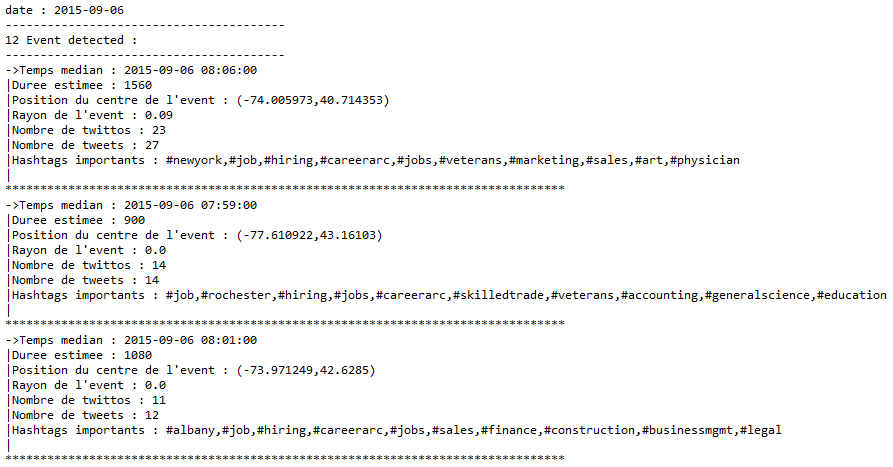 date : 2015-09-06
----------------------------------------
12 Event detected :
----------------------------------------
->Temps median : 2015-09-06 08:06:00
|Duree estimee : 1560
|Position du centre de l'event : (-74.005973,40.714353)
|Rayon de l'event : 0.09
|Nombre de twittos : 23
|Nombre de tweets : 27
|Hashtags importants : #newyork,#job,#hiring,#careerarc,#jobs,#veterans,#marketing,#sales,#art,#physician
|
********************************************************************************
->Temps median : 2015-09-06 07:59:00
|Duree estimee : 900
|Position du centre de l'event : (-77.610922,43.16103)
|Rayon de l'event : 0.0
|Nombre de twittos : 14
|Nombre de tweets : 14
|Hashtags importants : #job,#rochester,#hiring,#jobs,#careerarc,#skilledtrade,#veterans,#accounting,#generalscience,#education
|
********************************************************************************
->Temps median : 2015-09-06 08:01:00
|Duree estimee : 1080
|Position du centre de l'event : (-73.971249,42.6285)
|Rayon de l'event : 0.0
|Nombre de twittos : 11
|Nombre de tweets : 12
|Hashtags importants : #albany,#job,#hiring,#careerarc,#jobs,#sales,#finance,#construction,#businessmgmt,#legal
|
********************************************************************************